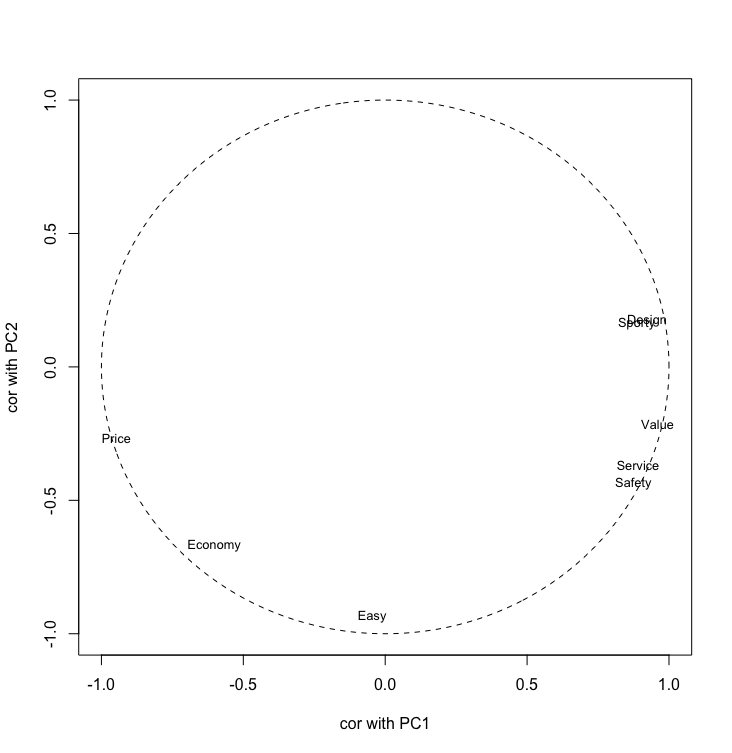 1.0
0.5
0.0
-0.5
-1.0
cor with PC2
Design
Sporty
Value
Price
Service
Safety
Economy
Easy
-1.0 -0.5 0.0 0.5 1.0
cor with PC1